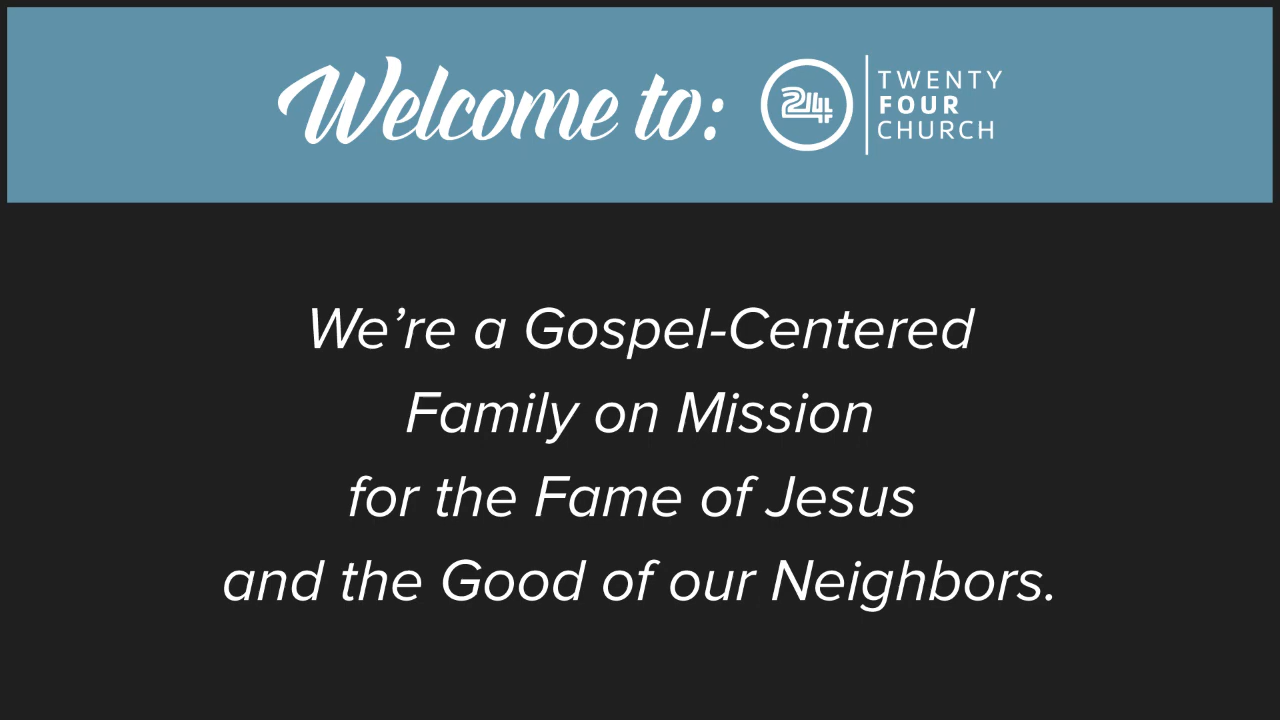 Welcome to:
24
TWENTY
FOUR
CHURCH
We’re a Gospel-Centered
Family on Mission
for the Fame of Jesus
and the Good of our Neighbors.